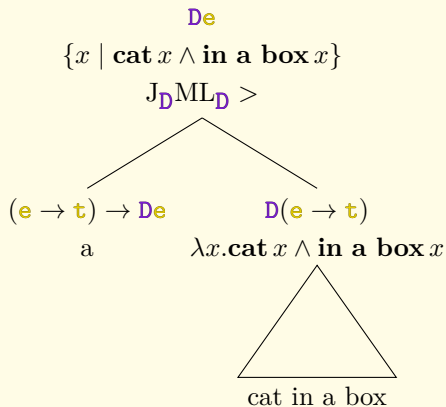 De
{x | cat x ∧ in a box x}
J_D ML_D >
(e → t) → De
D(e → t)
a
λx.cat x ∧ in a box x
cat in a box